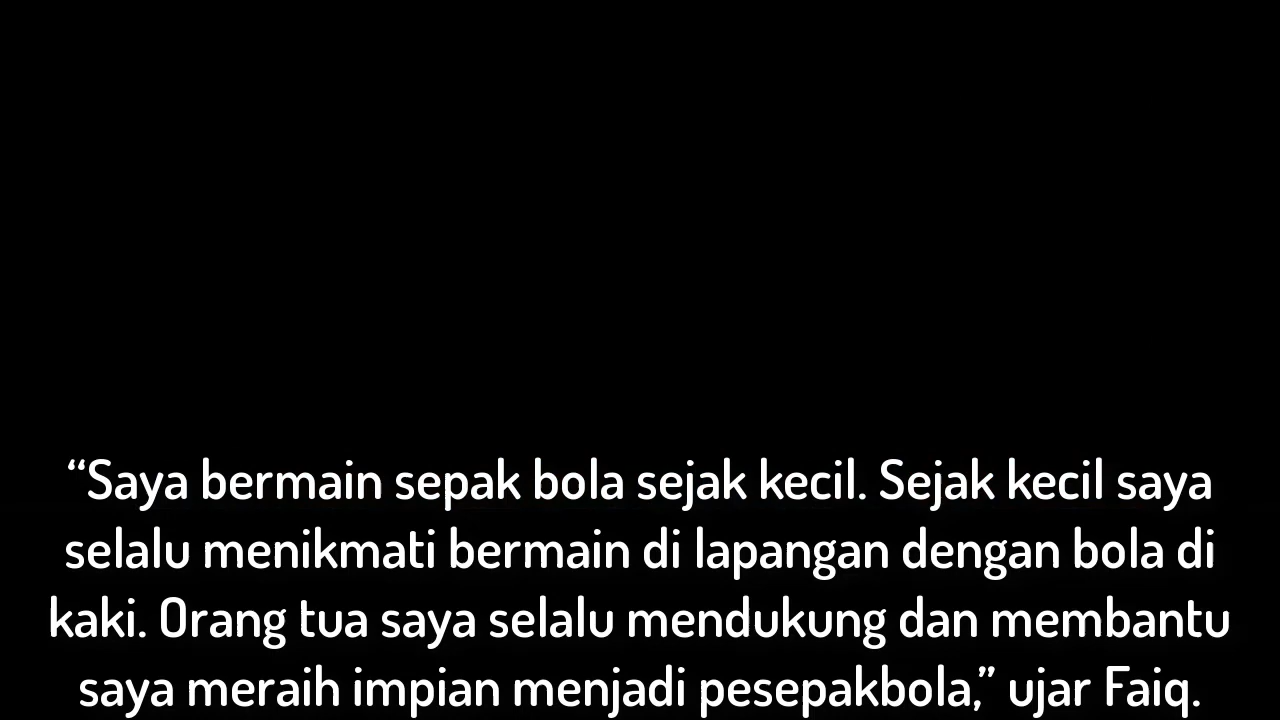 “Saya bermain sepak bola sejak kecil. Sejak kecil saya
selalu menikmati bermain di lapangan dengan bola di
kaki. Orang tua saya selalu mendukung dan membantu
saya meraih impian menjadi pesepakbola,” ujar Faiq.